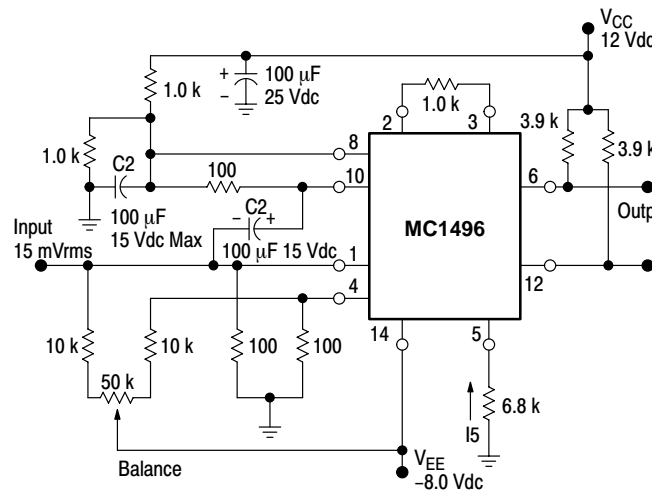 VCC
12 Vdc
+
–
100 µF
25 Vdc
1.0 k
1.0 k
2
3
3.9 k
3.9 k
1.0 k
8
C2
100
10
6
100 µF
15 Vdc Max
– C2 +
MC1496
Outp
Input
15 mVrms
100 µF 15 Vdc
1
12
4
14
5
10 k
10 k
100
100
50 k
6.8 k
I5
Balance
VEE
–8.0 Vdc